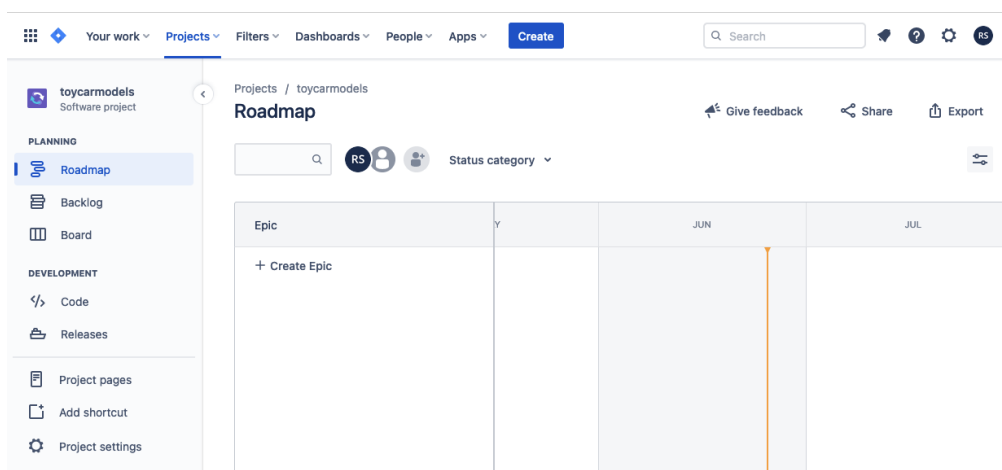 Your work Projects Filters Dashboards People Apps Create Search RS
toycarmodels
Software project
PLANNING
Roadmap
Backlog
Board
DEVELOPMENT
Code
Releases
Project pages
Add shortcut
Project settings
Projects / toycarmodels
Roadmap
Give feedback Share Export
RS Status category
Epic Y JUN JUL
+ Create Epic